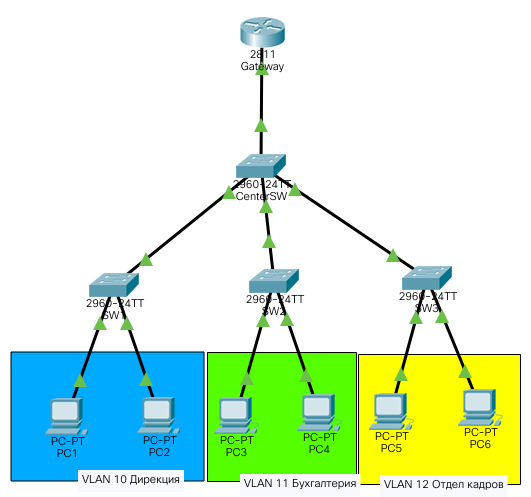 2811
Gateway
2960-24TT
CenterSW
2960-24TT
SW1
2960-24TT
SW2
2960-24TT
SW3
PC-PT
PC1
PC-PT
PC2
PC-PT
PC3
PC-PT
PC4
PC-PT
PC5
PC-PT
PC6
VLAN 10 Дирекция
VLAN 11 Бухгалтерия
VLAN 12 Отдел кадров